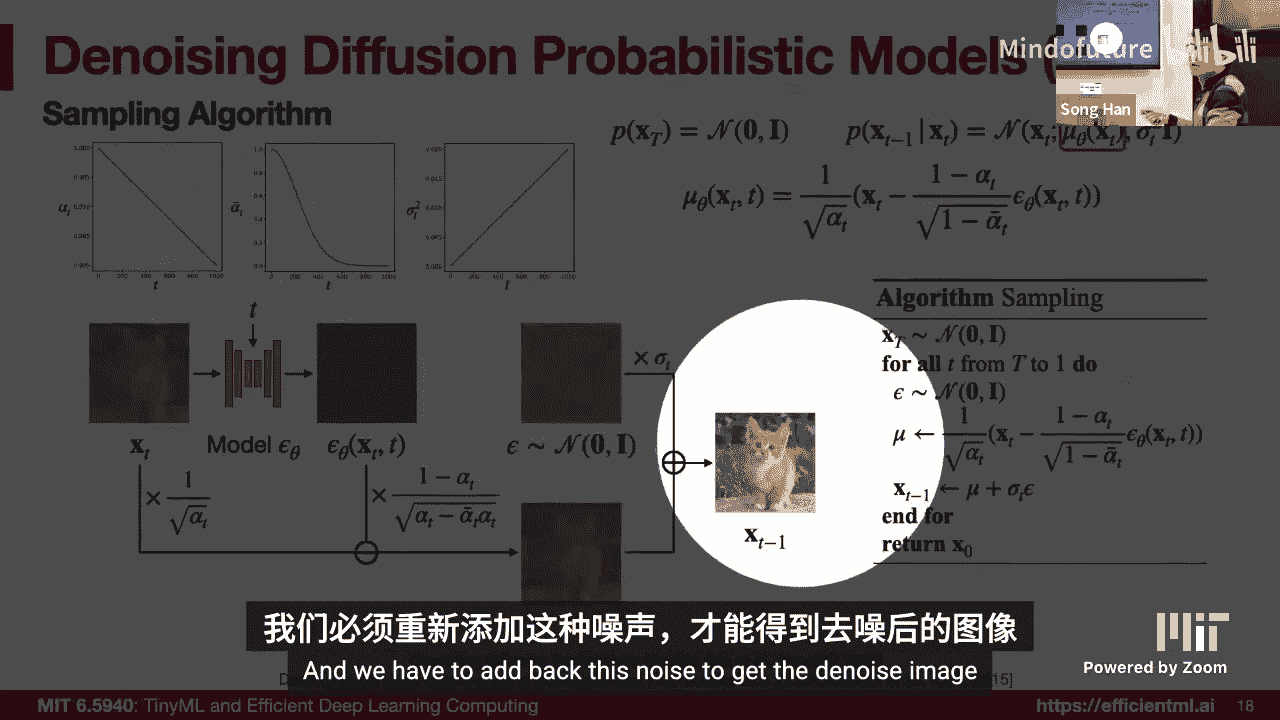 Denoising Diffusion Probabilistic Models
Mindofuture bilibili
Song Han
Sampling Algorithm
p(x_T) = 𝒩(0, I)
p(x_{t−1} | x_t) = 𝒩(x_t; μ_θ(x_t), σ_t² I)
μ_θ(x_t, t) = 1/√α_t (x_t − (1 − α_t)/√(1 − ᾱ_t) ε_θ(x_t, t))
α_t
ᾱ_t
σ_t²
t
t
t
t
Algorithm Sampling
x_T ~ 𝒩(0, I)
for all t from T to 1 do
ϵ ~ 𝒩(0, I)
μ ← 1/√α_t (x_t − (1 − α_t)/√(1 − ᾱ_t) ϵ_θ(x_t, t))
x_{t−1} ← μ + σ_t ϵ
end for
return x_0
× σ_t
x_t
Model ϵ_θ
ϵ_θ(x_t, t)
ϵ ~ 𝒩(0, I)
× 1/√α_t
× (1 − α_t)/√(α_t − ᾱ_t α_t)
x_{t−1}
我们必须重新添加这种噪声，才能得到去噪后的图像
And we have to add back this noise to get the denoise image
MIT
Powered by Zoom
MIT 6.5940: TinyML and Efficient Deep Learning Computing
https://efficientml.ai
18